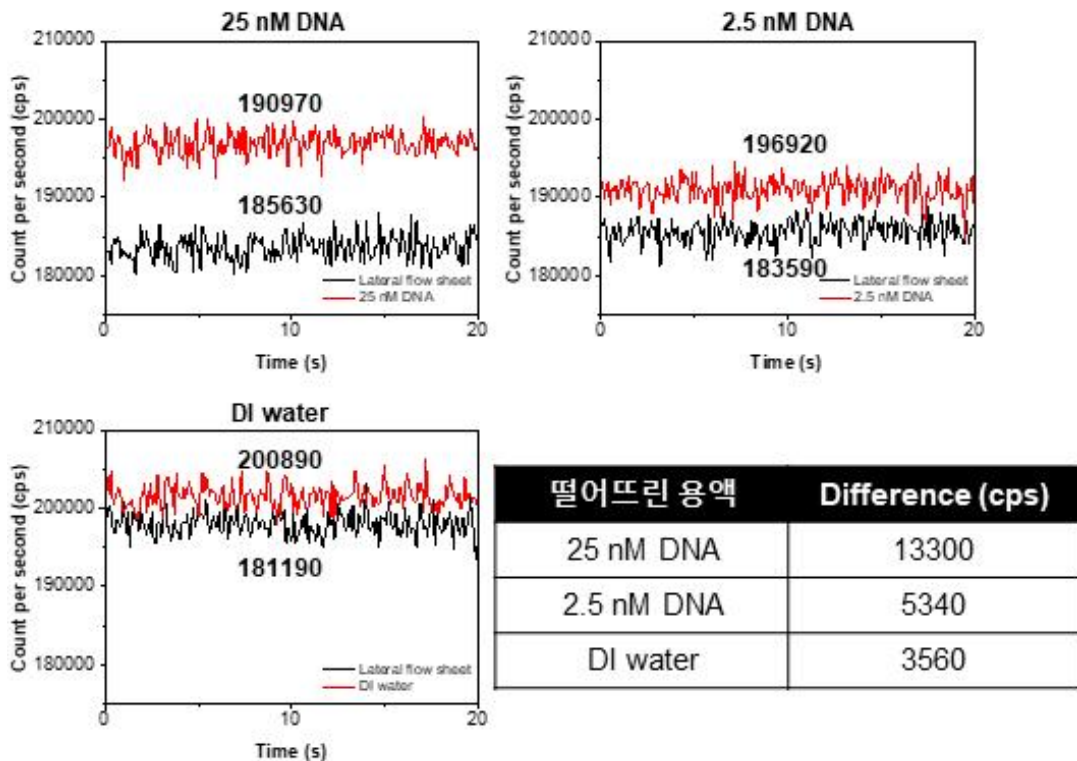 25 nM DNA
210000
200000
190000
180000
Count per second (cps)
190970
185630
Lateral flow sheet
25 nM DNA
0
10
20
Time (s)
2.5 nM DNA
210000
200000
190000
180000
Count per second (cps)
196920
183590
Lateral flow sheet
2.5 nM DNA
0
10
20
Time (s)
DI water
210000
200000
190000
180000
Count per second (cps)
200890
181190
Lateral flow sheet
DI water
0
10
20
Time (s)
떨어뜨린 용액 Difference (cps)
25 nM DNA 13300
2.5 nM DNA 5340
DI water 3560